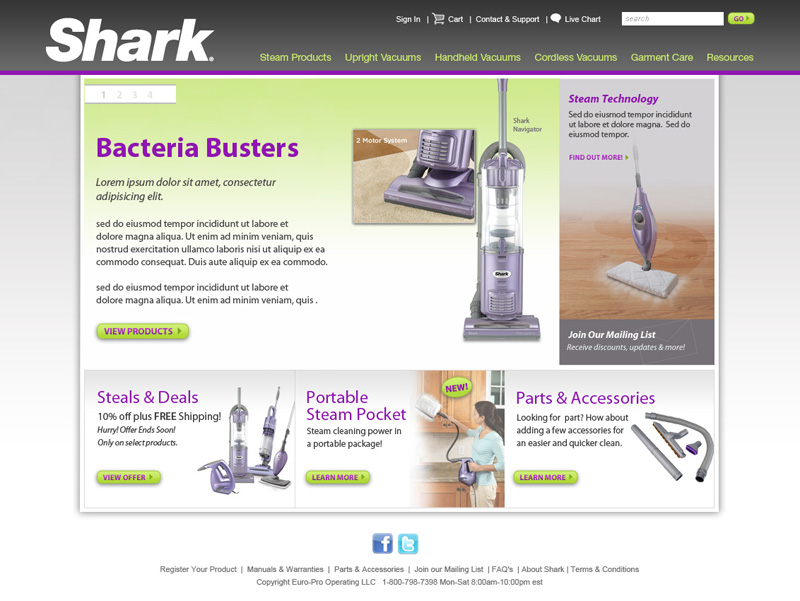 Sign In | Cart | Contact & Support | Live Chart
search
GO
Shark.
Steam Products Upright Vacuums Handheld Vacuums Cordless Vacuums Garment Care Resources
1 2 3 4
Bacteria Busters
Lorem ipsum dolor sit amet, consectetur
adipisicing elit.
sed do eiusmod tempor incididunt ut labore et
dolore magna aliqua. Ut enim ad minim veniam, quis
nostrud exercitation ullamco laboris nisi ut aliquip ex ea
commodo consequat. Duis aute aliquip ex ea commodo.
sed do eiusmod tempor incididunt ut labore et
dolore magna aliqua. Ut enim ad minim veniam, quis .
VIEW PRODUCTS
2 Motor System
Shark
Navigator
Shark
Steam Technology
Sed do eiusmod tempor incididunt
ut labore et dolore magna. Sed do
eiusmod tempor.
FIND OUT MORE!
Join Our Mailing List
Receive discounts, updates & more!
Steals & Deals
10% off plus FREE Shipping!
Hurry! Offer Ends Soon!
Only on select products.
VIEW OFFER
Portable
Steam Pocket
Steam cleaning power in
a portable package!
LEARN MORE
NEW!
Parts & Accessories
Looking for part? How about
adding a few accessories for
an easier and quicker clean.
LEARN MORE
f t
Register Your Product | Manuals & Warranties | Parts & Accessories | Join our Mailing List | FAQ's | About Shark | Terms & Conditions
Copyright Euro-Pro Operating LLC 1-800-798-7398 Mon-Sat 8:00am-10:00pm est